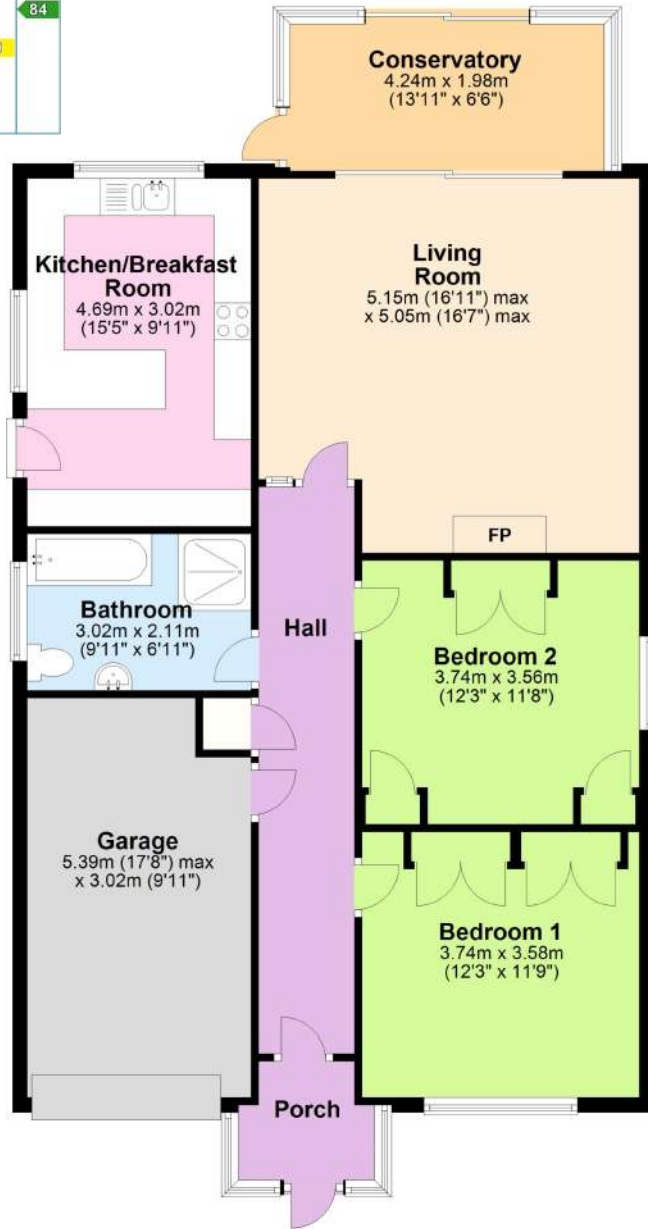 84
Conservatory
4.24m x 1.98m
(13'11" x 6'6")
Kitchen/Breakfast
Room
4.69m x 3.02m
(15'5" x 9'11")
Living
Room
5.15m (16'11") max
x 5.05m (16'7") max
FP
Bathroom
3.02m x 2.11m
(9'11" x 6'11")
Hall
Bedroom 2
3.74m x 3.56m
(12'3" x 11'8")
Garage
5.39m (17'8") max
x 3.02m (9'11")
Bedroom 1
3.74m x 3.58m
(12'3" x 11'9")
Porch